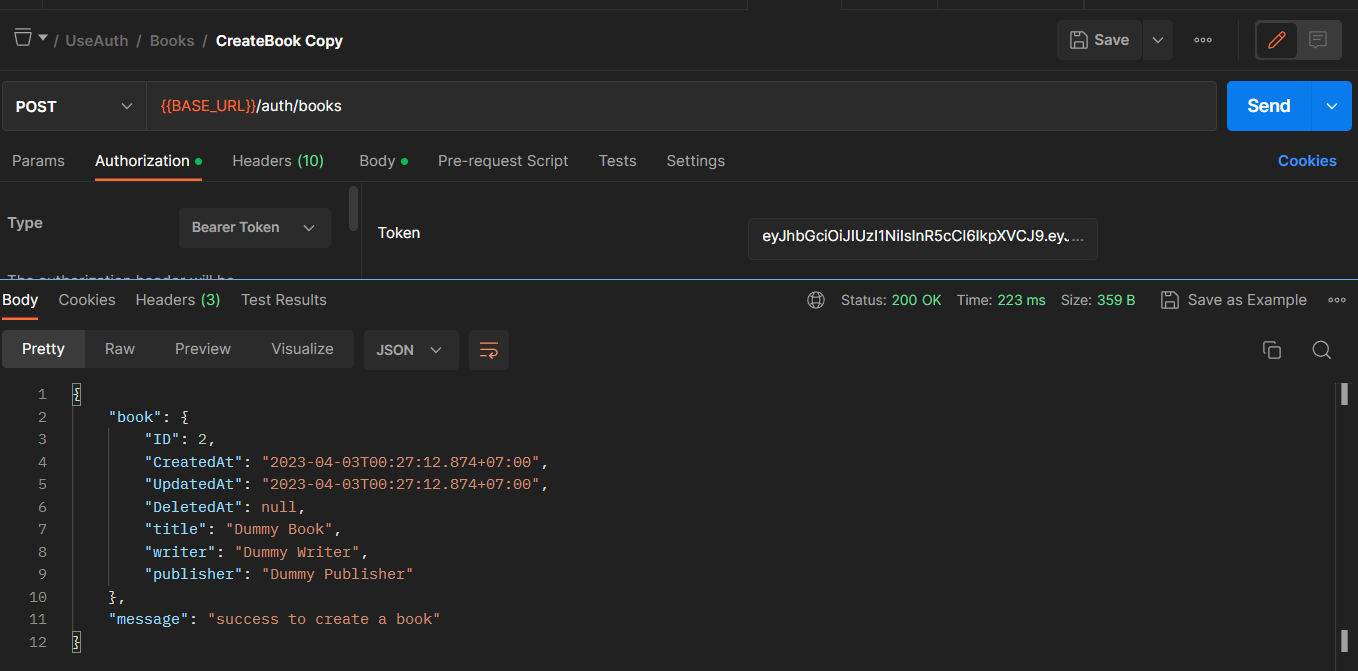 / UseAuth / Books / CreateBook Copy
Save
POST
{{BASE_URL}}/auth/books
Send
Params Authorization Headers (10) Body Pre-request Script Tests Settings Cookies
Type
Bearer Token
Token
eyJhbGciOiJIUzI1NiIsInR5cCI6IkpXVCJ9.eyJ...
The authorization header will be
Body Cookies Headers (3) Test Results
Status: 200 OK Time: 223 ms Size: 359 B Save as Example
Pretty Raw Preview Visualize JSON
1 {
2 "book": {
3 "ID": 2,
4 "CreatedAt": "2023-04-03T00:27:12.874+07:00",
5 "UpdatedAt": "2023-04-03T00:27:12.874+07:00",
6 "DeletedAt": null,
7 "title": "Dummy Book",
8 "writer": "Dummy Writer",
9 "publisher": "Dummy Publisher"
10 },
11 "message": "success to create a book"
12 }